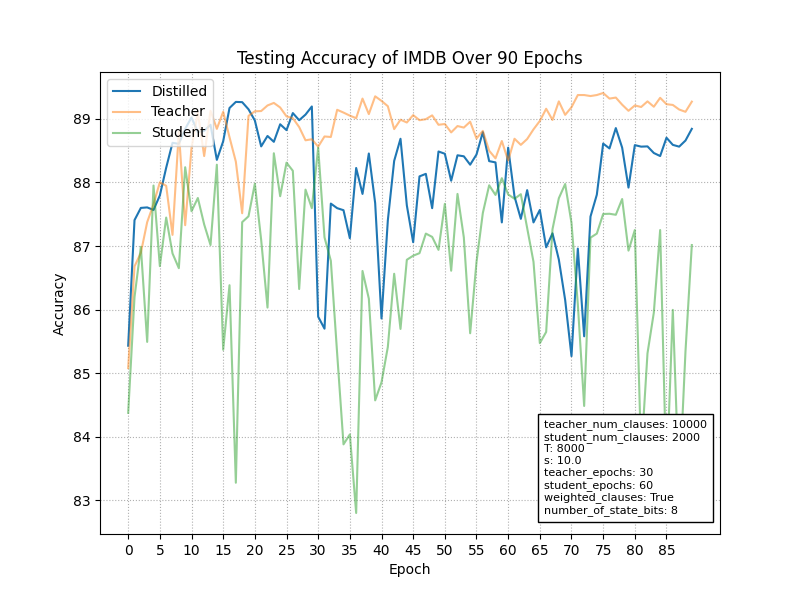 Testing Accuracy of IMDB Over 90 Epochs
Distilled
Teacher
Student
Accuracy
89
88
87
86
85
84
83
teacher_num_clauses: 10000
student_num_clauses: 2000
T: 8000
s: 10.0
teacher_epochs: 30
student_epochs: 60
weighted_clauses: True
number_of_state_bits: 8
0 5 10 15 20 25 30 35 40 45 50 55 60 65 70 75 80 85
Epoch